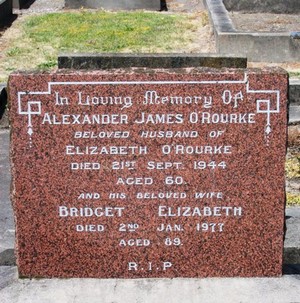 In Loving Memory Of
ALEXANDER JAMES O'ROURKE
BELOVED HUSBAND OF
ELIZABETH O'ROURKE
DIED 21ST SEPT. 1944
AGED 60.
AND HIS BELOVED WIFE
BRIDGET ELIZABETH
DIED 2ND JAN. 1977
AGED 89.
R.I.P